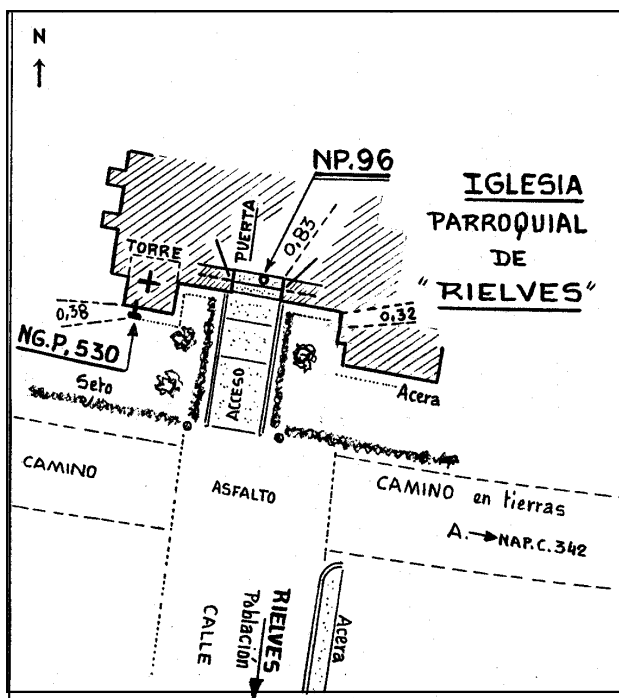 N
NP.96
IGLESIA
PARROQUIAL
DE
"RIELVES"
PUERTA
0,83
TORRE
0,38
0,32
NG.P, 530
Seto
ACCESO
Acera
CAMINO
ASFALTO
CAMINO en tierras
A. → NAP.C. 342
RIELVES
Población
CALLE
Acera